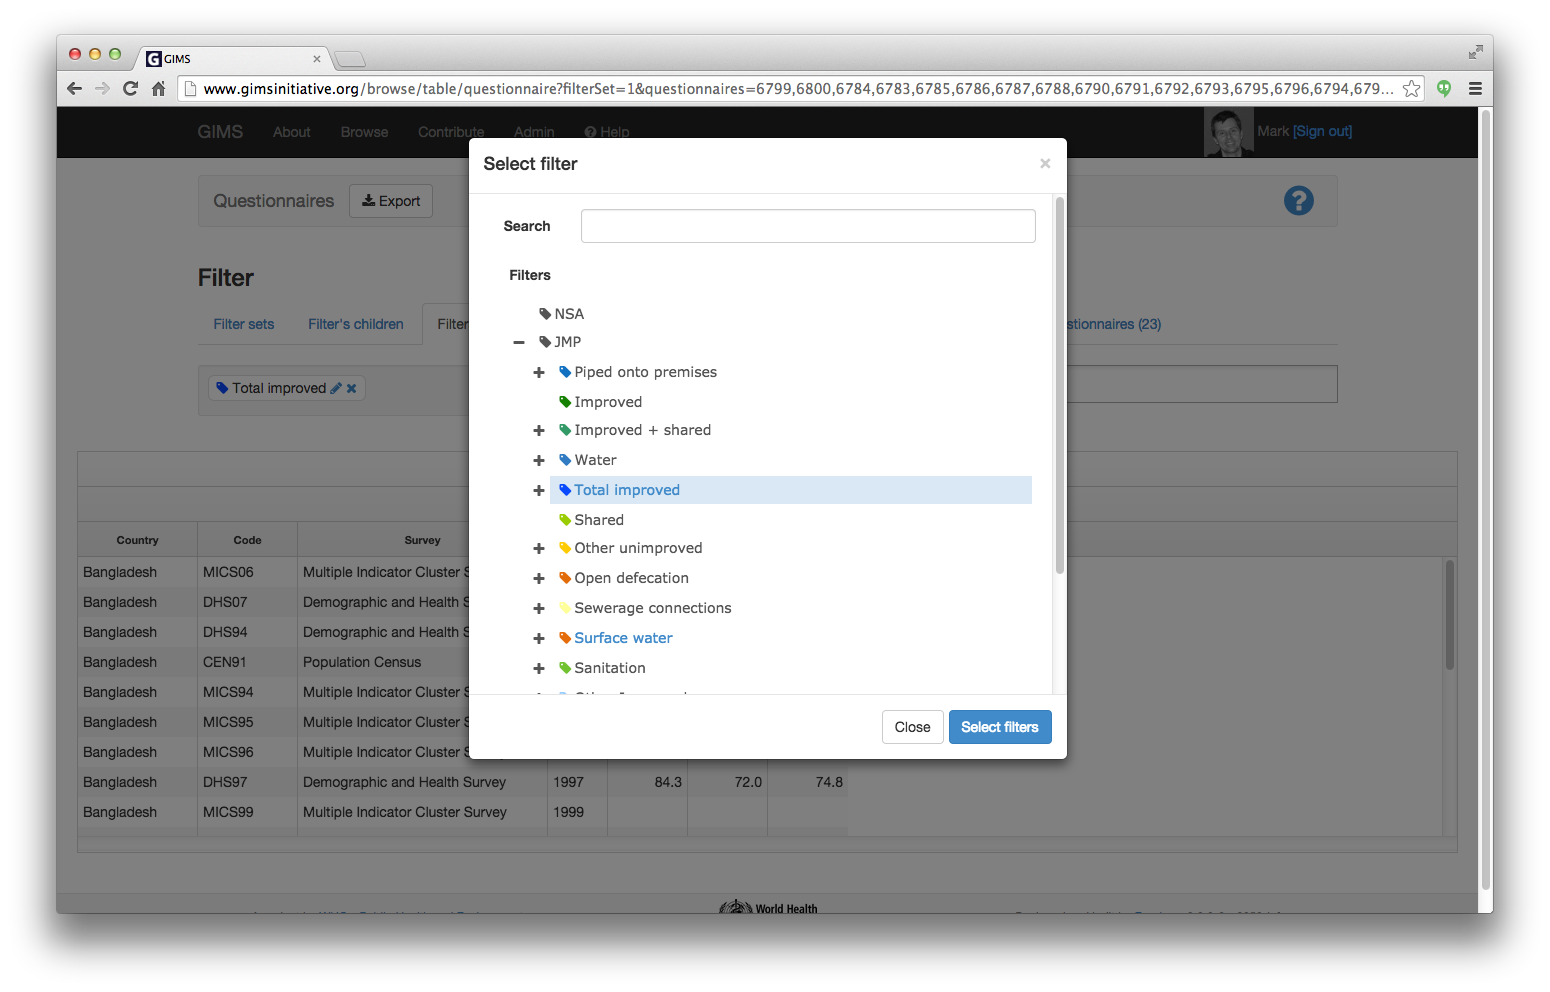 GIMS
www.gimsinitiative.org/browse/table/questionnaire?filterSet=1&questionnaires=6799,6800,6784,6783,6785,6786,6787,6788,6790,6791,6792,6793,6795,6796,6794,679...
GIMS About Browse Contribute Admin Help Mark [Sign out]
Select filter
Questionnaires Export
Search
Filters
Filter
Filter sets Filter's children Filter stionnaires (23)
Total improved
NSA
JMP
Piped onto premises
Improved
Improved + shared
Water
Total improved
Shared
Other unimproved
Open defecation
Sewerage connections
Surface water
Sanitation
Close Select filters
Country Code Survey
Bangladesh MICS06 Multiple Indicator Cluster S
Bangladesh DHS07 Demographic and Health S
Bangladesh DHS94 Demographic and Health S
Bangladesh CEN91 Population Census
Bangladesh MICS94 Multiple Indicator Cluster S
Bangladesh MICS95 Multiple Indicator Cluster S
Bangladesh MICS96 Multiple Indicator Cluster S
Bangladesh DHS97 Demographic and Health Survey 1997 84.3 72.0 74.8
Bangladesh MICS99 Multiple Indicator Cluster Survey 1999
World Health